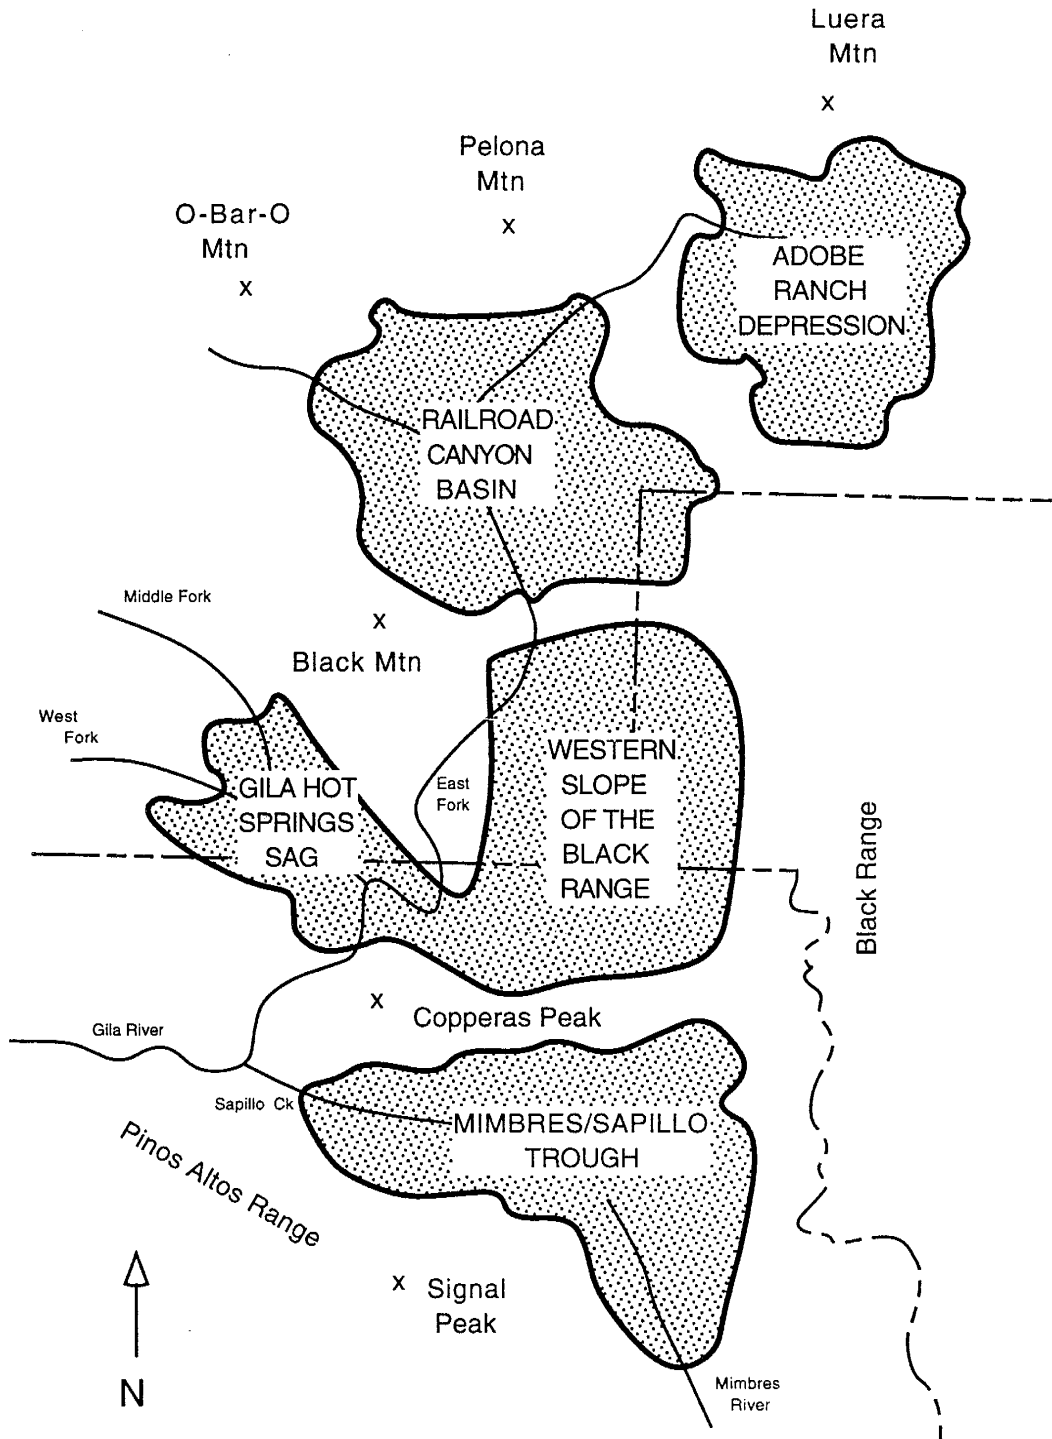 Luera
Mtn
x
Pelona
Mtn
x
O-Bar-O
Mtn
x
ADOBE
RANCH
DEPRESSION
RAILROAD
CANYON
BASIN
Middle Fork
x
Black Mtn
West
Fork
GILA HOT
SPRINGS
SAG
East
Fork
WESTERN
SLOPE
OF THE
BLACK
RANGE
Black Range
x
Copperas Peak
Gila River
Sapillo Ck
MIMBRES/SAPILLO
TROUGH
Pinos Altos Range
x
Signal
Peak
N
Mimbres
River